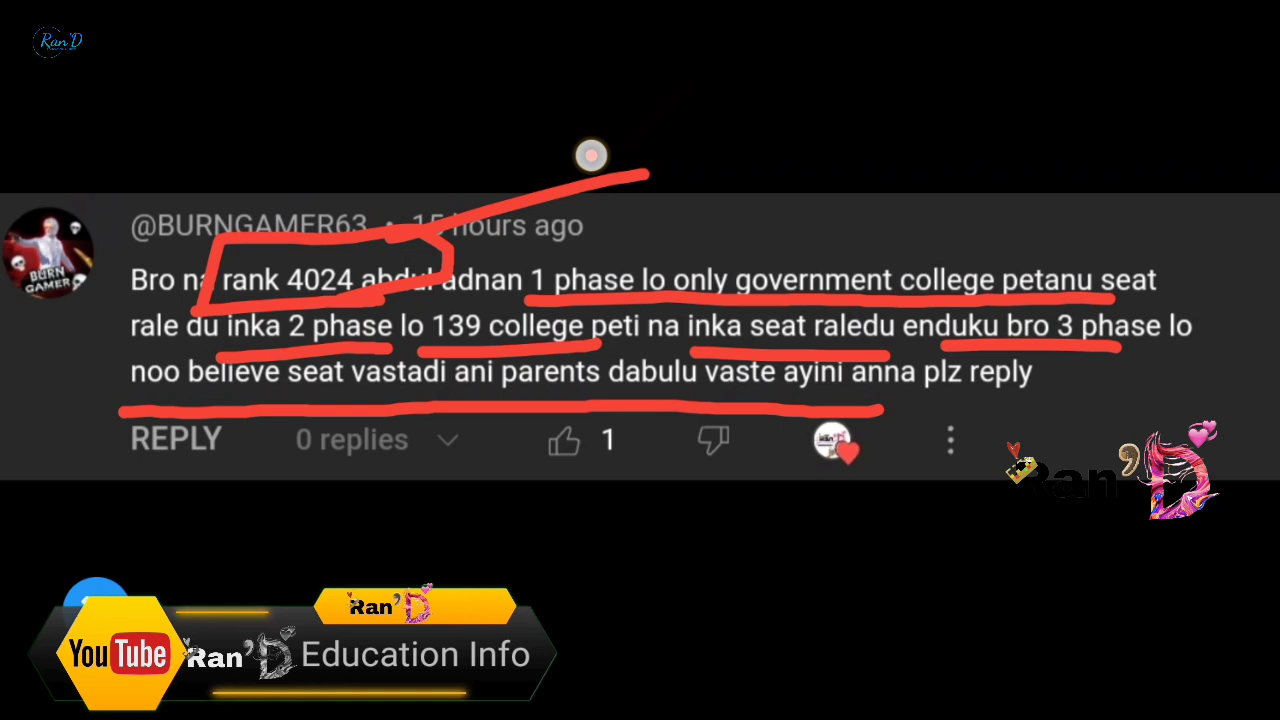 Ran'D
@BURNGAMER63 • 15 hours ago
Bro na rank 4024 abdul adnan 1 phase lo only government college petanu seat
rale du inka 2 phase lo 139 college peti na inka seat raledu enduku bro 3 phase lo
noo believe seat vastadi ani parents dabulu vaste ayini anna plz reply
BURN
GAMER
REPLY 0 replies 1
Ran'D
Ran'D
YouTube Ran'D Education Info